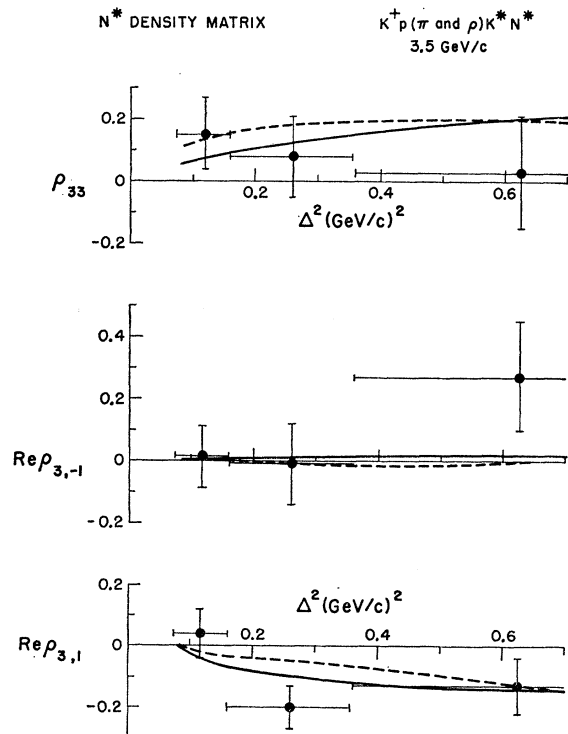 N* DENSITY MATRIX
K⁺p(π and ρ)K*N*
3.5 GeV/c
0.2
0
-0.2
ρ33
0.2
0.4
0.6
Δ²(GeV/c)²
0.4
0.2
0
-0.2
Reρ3,-1
Δ²(GeV/c)²
0.2
0
-0.2
Reρ3,1
0.2
0.4
0.6